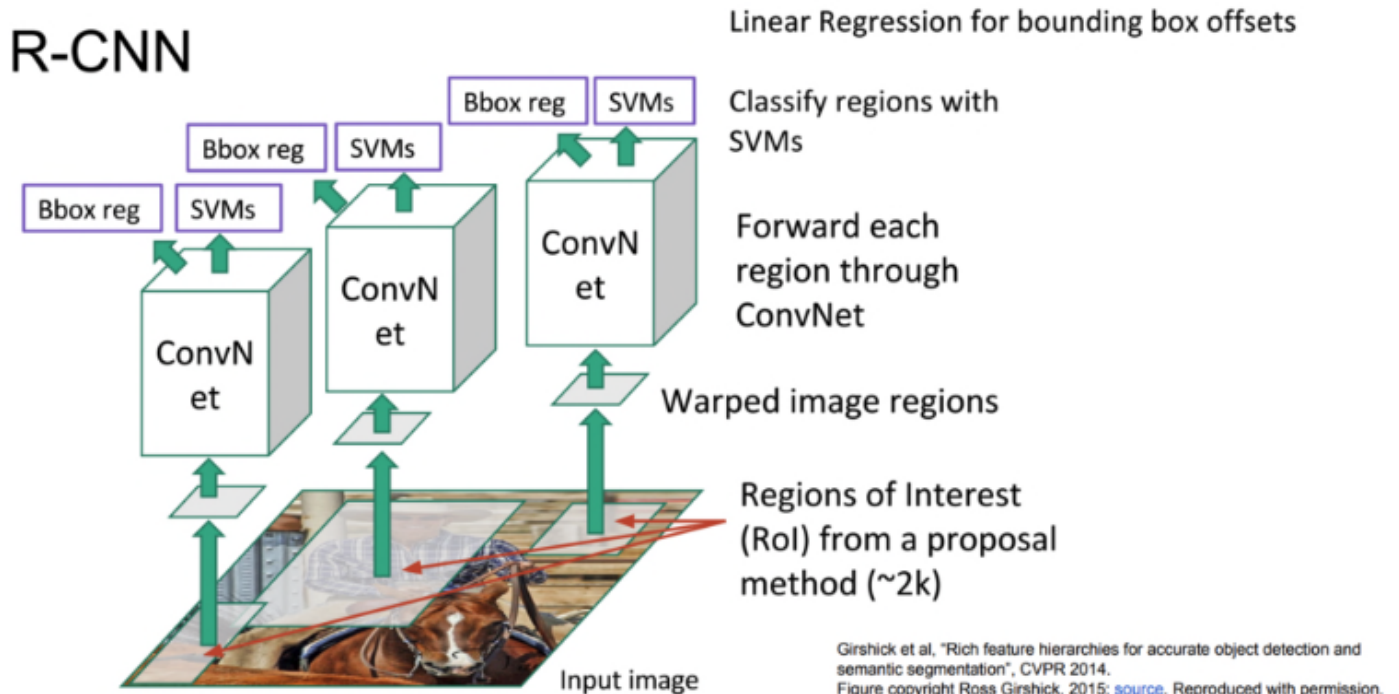 R-CNN
Linear Regression for bounding box offsets
Bbox reg
SVMs
Classify regions with
SVMs
Bbox reg
SVMs
Bbox reg
SVMs
ConvN
et
ConvN
et
ConvN
et
Forward each
region through
ConvNet
Warped image regions
Regions of Interest
(RoI) from a proposal
method (~2k)
Input image
Girshick et al, "Rich feature hierarchies for accurate object detection and
semantic segmentation", CVPR 2014.
Figure copyright Ross Girshick, 2015; source. Reproduced with permission.